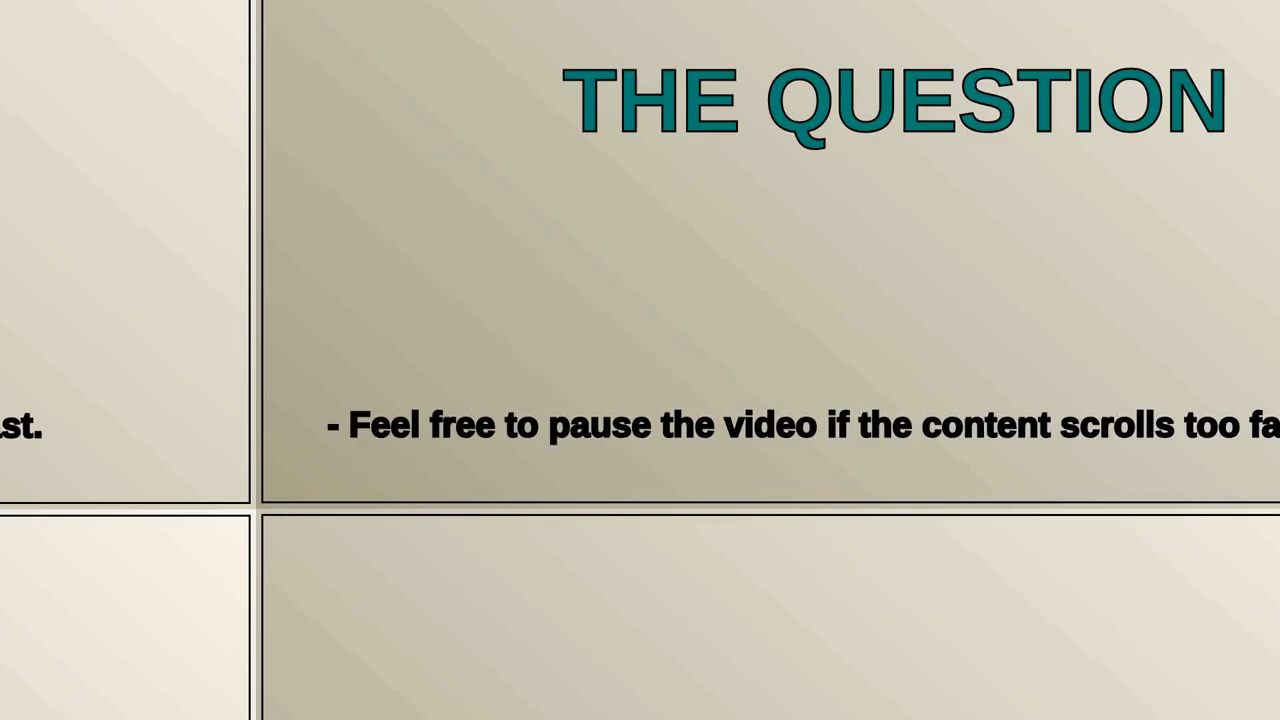 THE QUESTION
st.
- Feel free to pause the video if the content scrolls too fa